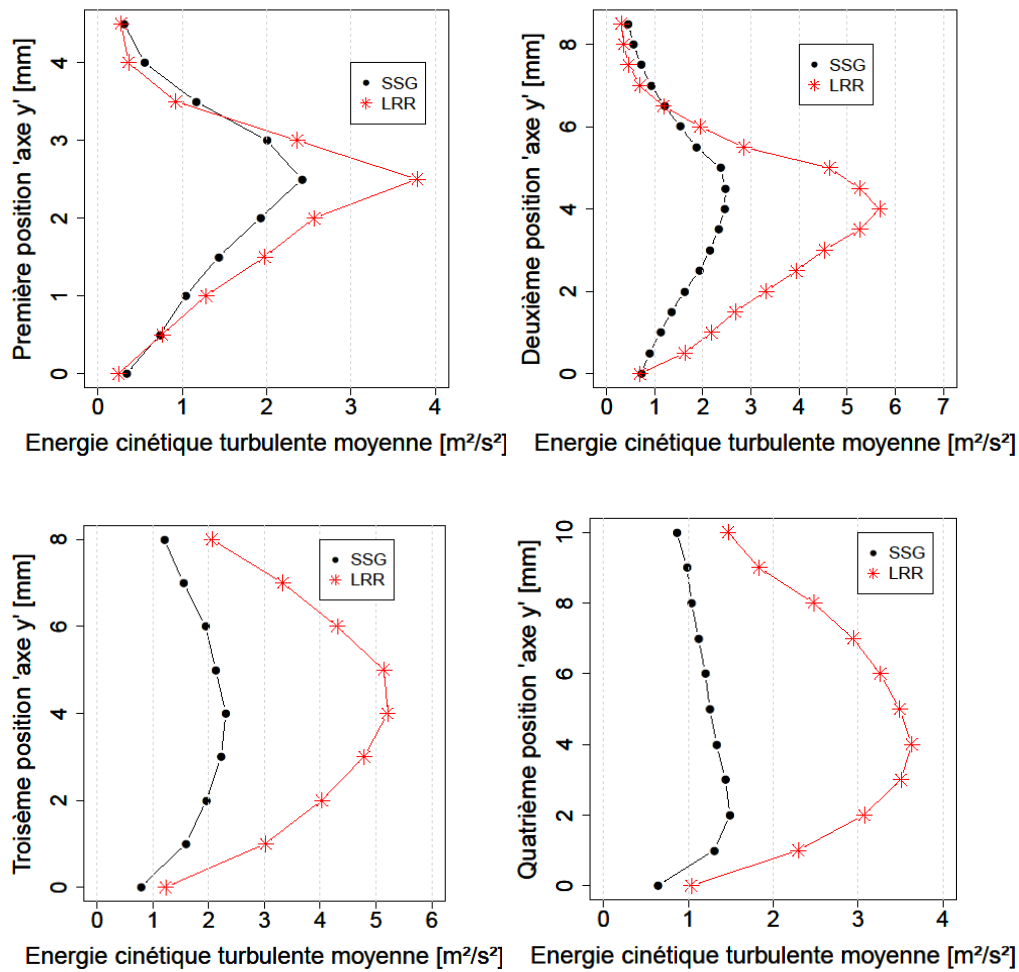 Première position 'axe y' [mm]
4
3
2
1
0
SSG
LRR
0 1 2 3 4
Energie cinétique turbulente moyenne [m²/s²]
Deuxième position 'axe y' [mm]
8
6
4
2
0
SSG
LRR
0 1 2 3 4 5 6 7
Energie cinétique turbulente moyenne [m²/s²]
Troisème position 'axe y' [mm]
8
6
4
2
0
SSG
LRR
0 1 2 3 4 5 6
Energie cinétique turbulente moyenne [m²/s²]
Quatrième position 'axe y' [mm]
10
8
6
4
2
0
SSG
LRR
0 1 2 3 4
Energie cinétique turbulente moyenne [m²/s²]